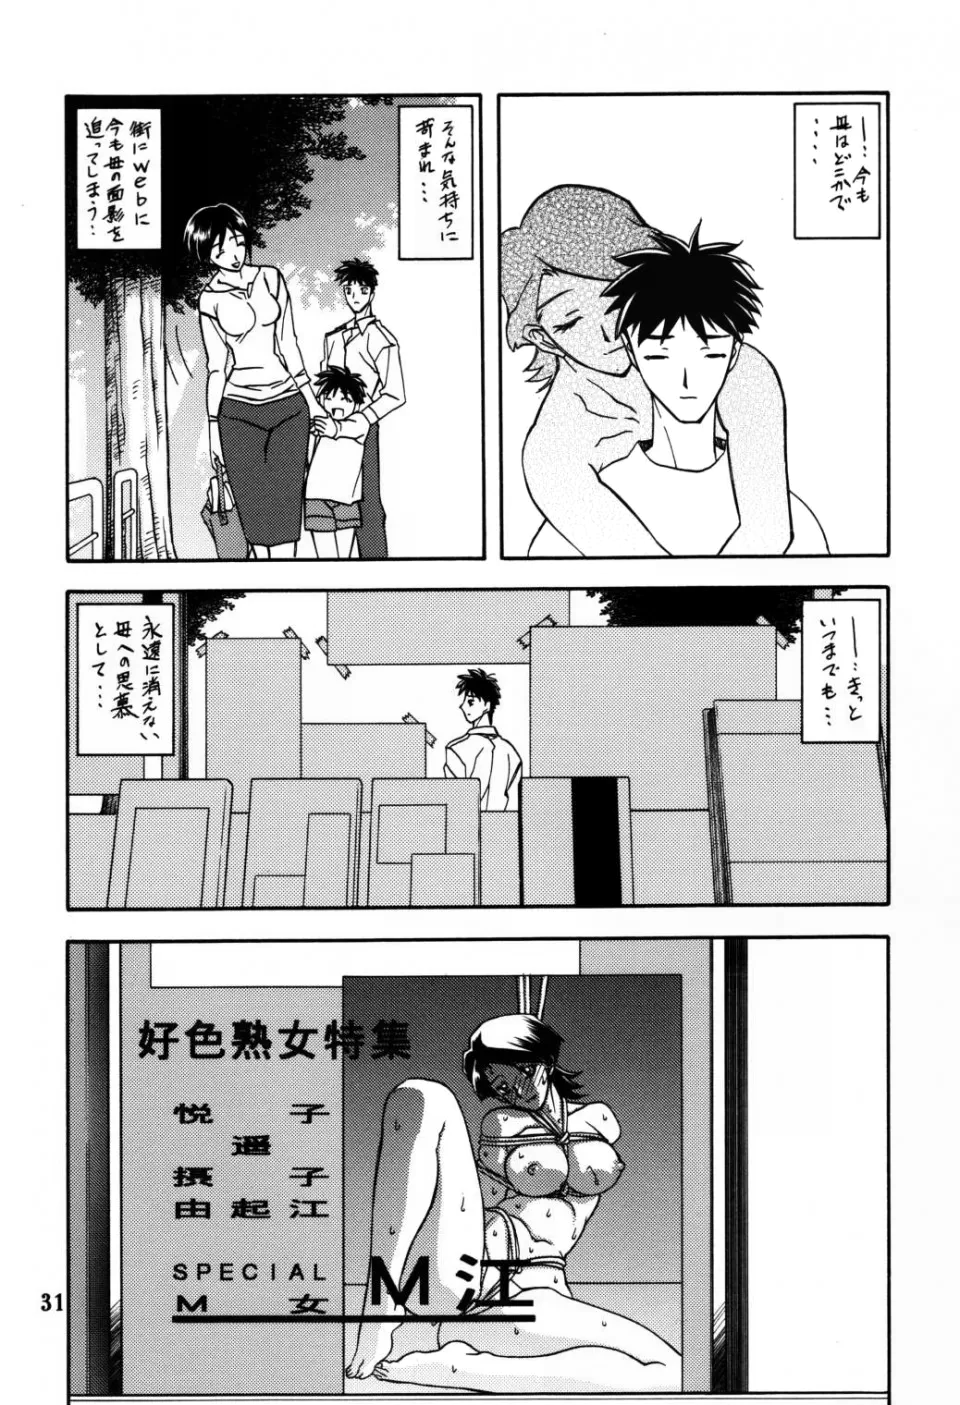 ―…今も
母はどこかで
‥‥
そんな気持ちに
苛まれ…
街にwebに
今も母の面影を
追ってしまう…
―…きっと
いつまでも…
永遠に消えない
母への思慕
として…
好色熟女特集
悦子
遥
摂子
由起江
SPECIAL
M女 M江
31